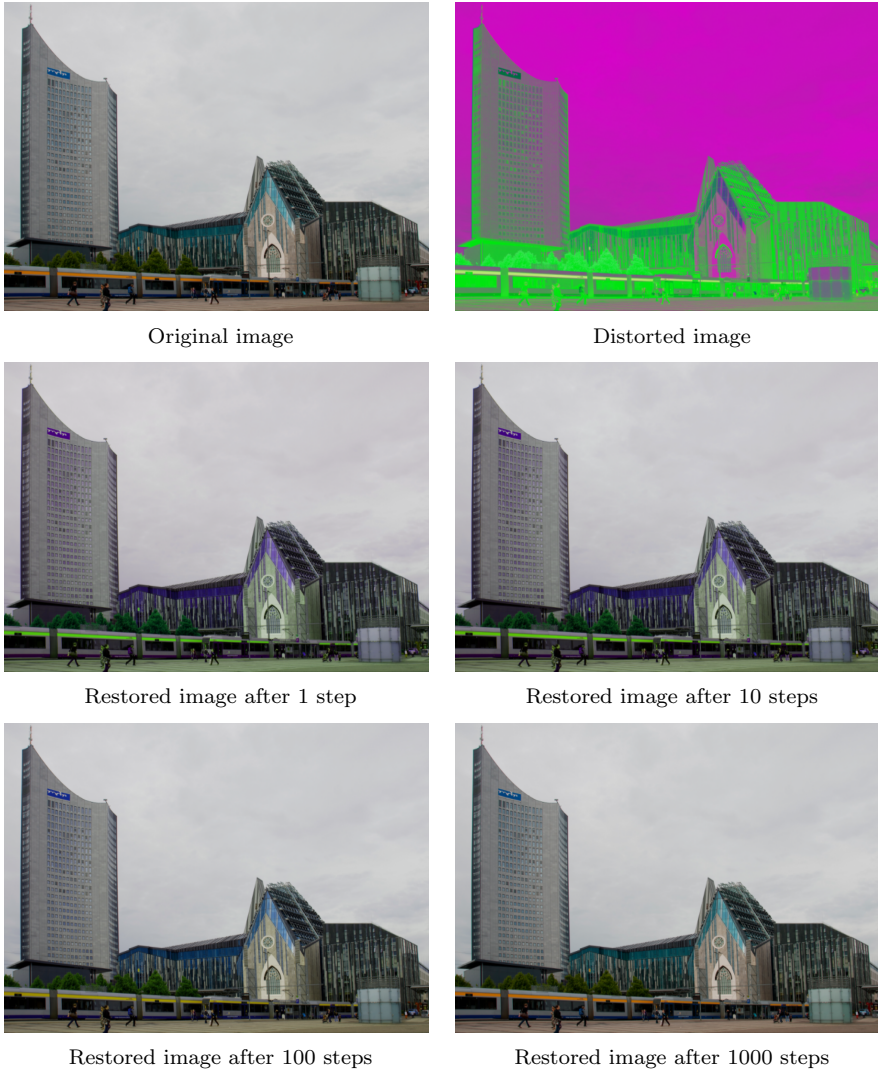 Original image
Distorted image
Restored image after 1 step
Restored image after 10 steps
Restored image after 100 steps
Restored image after 1000 steps